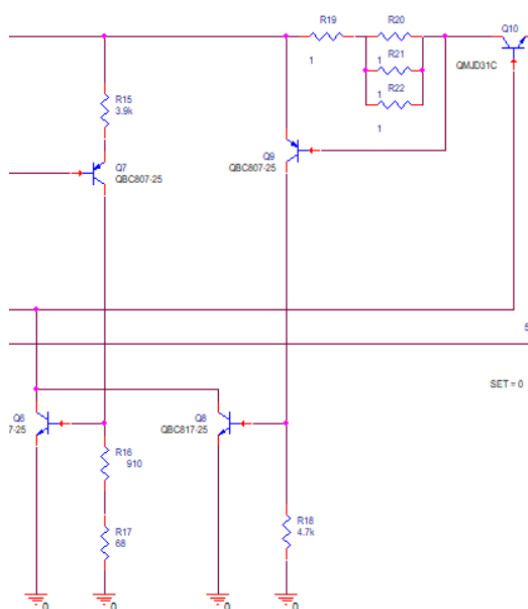 R19
1
R20
R21
1
R22
1
1
Q10
QMJD31C
R15
3.9k
Q7
QBC807-25
Q9
QBC807-25
SET = 0
Q6
7-25
Q8
QBC817-25
R16
910
R17
68
R18
4.7k
0
0
0
0